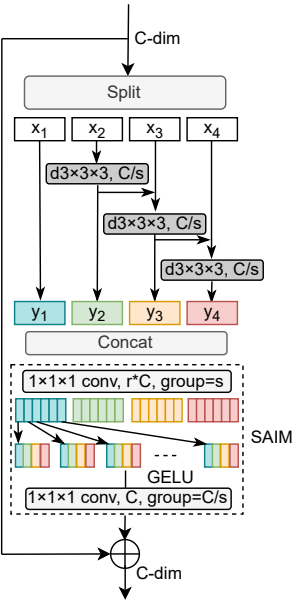 C-dim
Split
x1 x2 x3 x4
d3×3×3, C/s
d3×3×3, C/s
d3×3×3, C/s
y1 y2 y3 y4
Concat
1×1×1 conv, r*C, group=s
SAIM
GELU
1×1×1 conv, C, group=C/s
C-dim